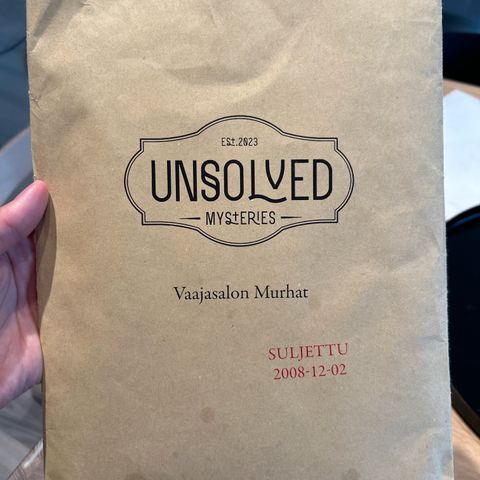 Est.2023
UNSOLVED
MYSTERIES
Vaajasalon Murhat
SULJETTU
2008-12-02